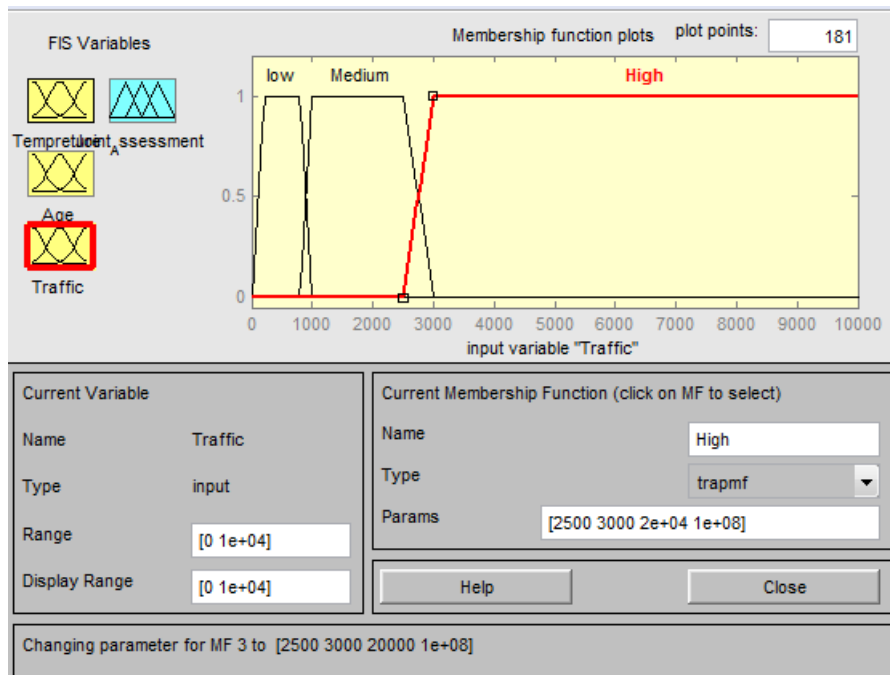 FIS Variables
Membership function plots
plot points:
181
low
Medium
High
1
0.5
0
0 1000 2000 3000 4000 5000 6000 7000 8000 9000 10000
input variable "Traffic"
Tempreture
Joint_Assessment
Age
Traffic
Current Variable
Name Traffic
Type input
Range [0 1e+04]
Display Range [0 1e+04]
Current Membership Function (click on MF to select)
Name High
Type trapmf
Params [2500 3000 2e+04 1e+08]
Help
Close
Changing parameter for MF 3 to [2500 3000 20000 1e+08]